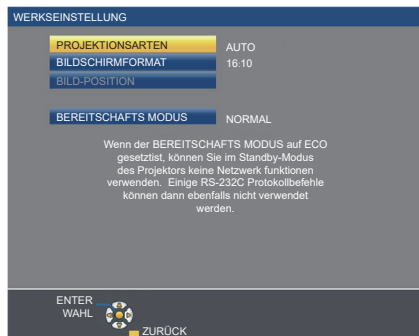 WERKSEINSTELLUNG
PROJEKTIONSARTEN AUTO
BILDSCHIRMFORMAT 16:10
BILD-POSITION
BEREITSCHAFTS MODUS NORMAL
Wenn der BEREITSCHAFTS MODUS auf ECO
gesetztist, können Sie im Standby-Modus
des Projektors keine Netzwerk funktionen
verwenden. Einige RS-232C Protokollbefehle
können dann ebenfalls nicht verwendet
werden.
ENTER
WAHL
ZURÜCK